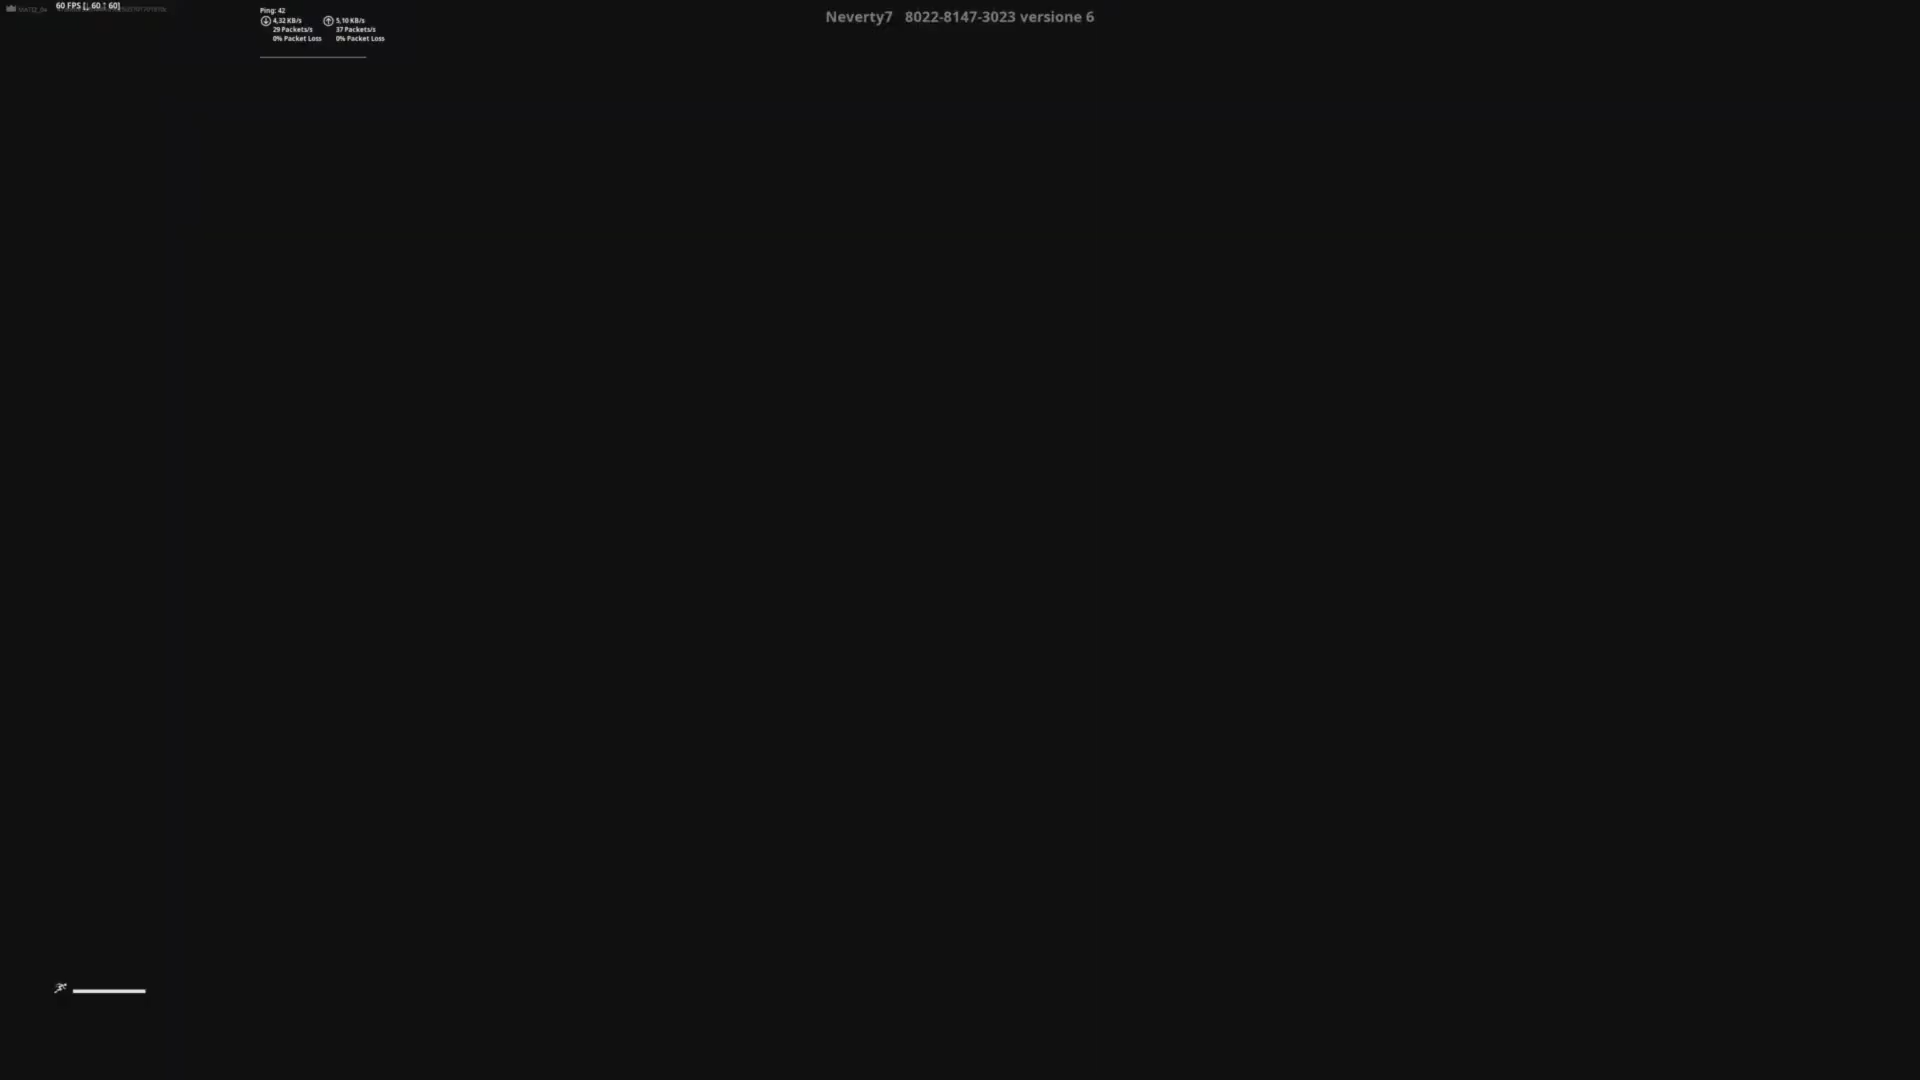 60 FPS [↓ 60 ↑ 60]
Ping: 42
4,32 KB/s 5,10 KB/s
29 Packets/s 37 Packets/s
0% Packet Loss 0% Packet Loss
Neverty7 8022-8147-3023 versione 6